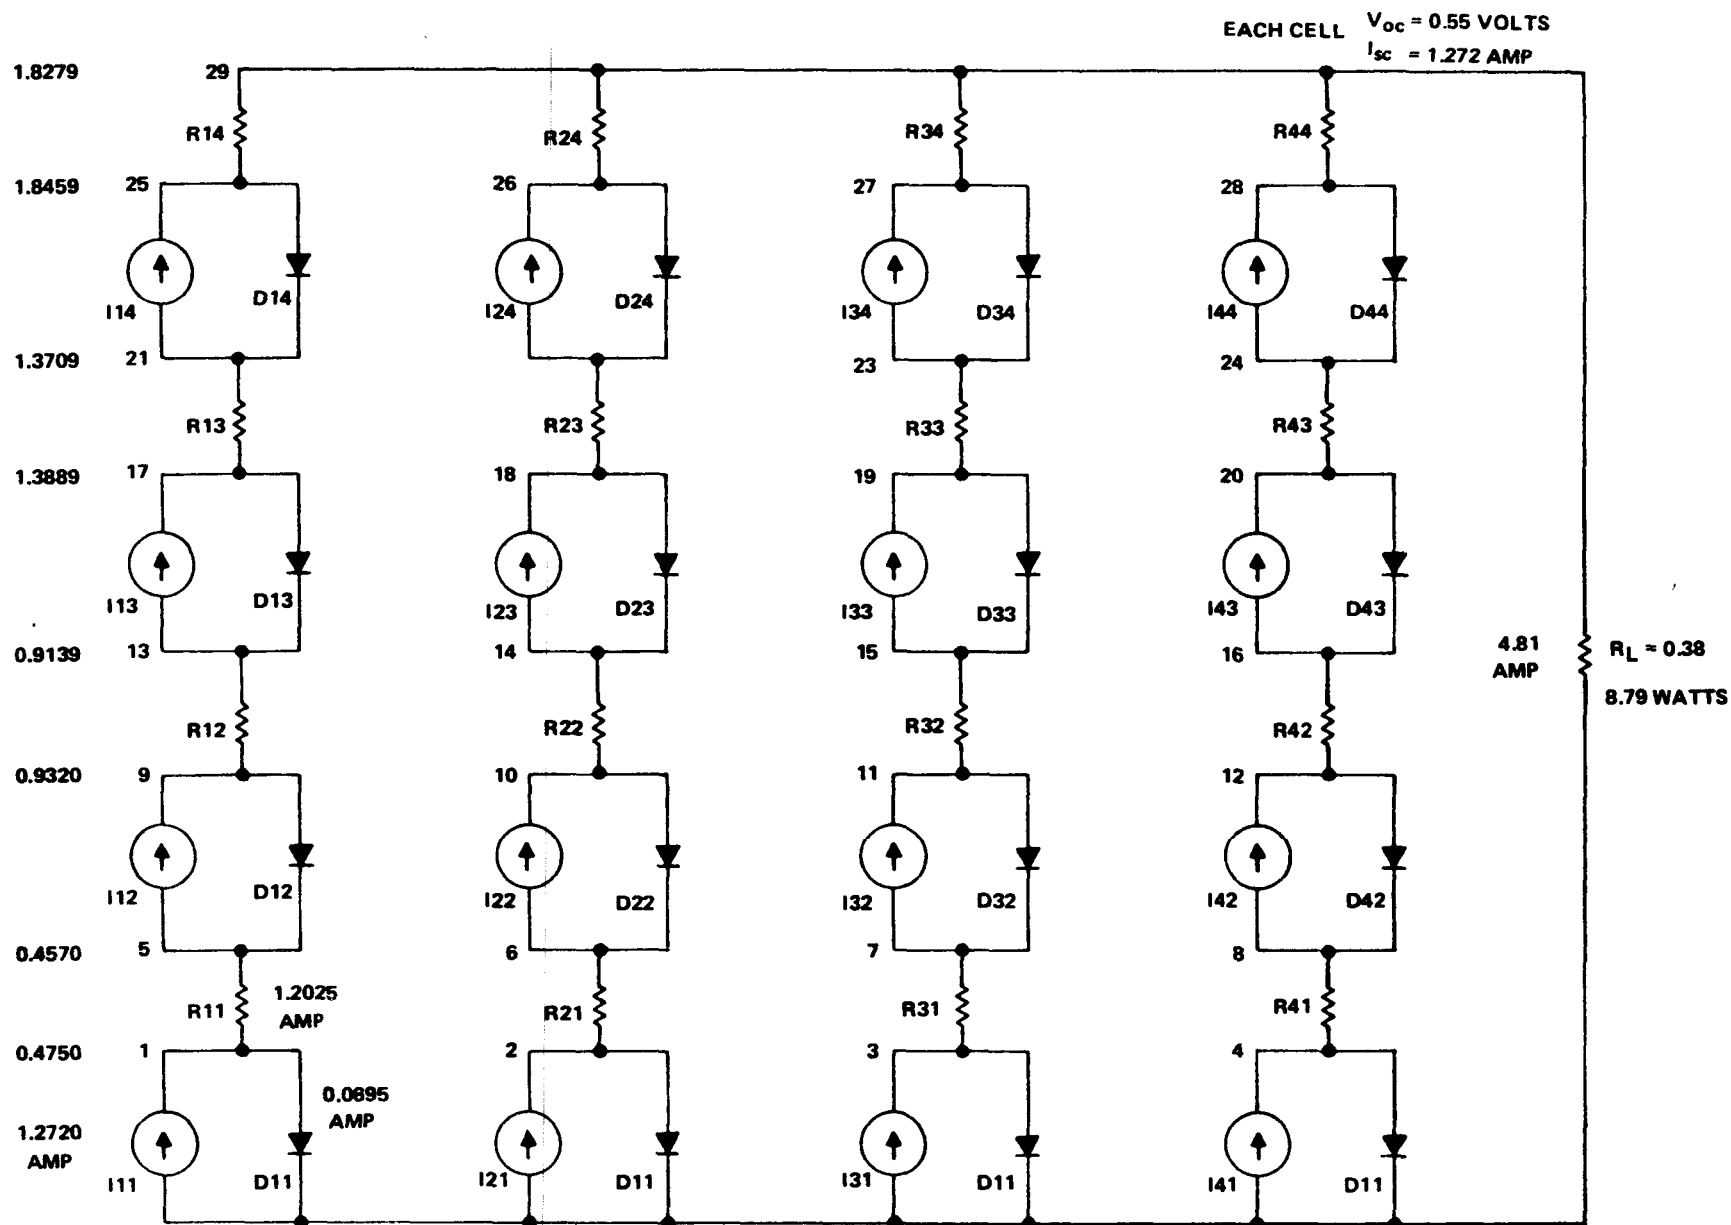 EACH CELL Voc = 0.55 VOLTS
Isc = 1.272 AMP
1.8279 29
R14 R24 R34 R44
1.8459 25 26 27 28
I14 D14 I24 D24 I34 D34 I44 D44
1.3709 21 22 23 24
R13 R23 R33 R43
1.3889 17 18 19 20
I13 D13 I23 D23 I33 D33 I43 D43
0.9139 13 14 15 16
4.81 AMP
RL = 0.38
8.79 WATTS
R12 R22 R32 R42
0.9320 9 10 11 12
I12 D12 I22 D22 I32 D32 I42 D42
0.4570 5 6 7 8
R11 1.2025 AMP R21 R31 R41
0.4750 1 2 3 4
0.0695 AMP
1.2720 AMP
I11 D11 I21 D11 I31 D11 I41 D11